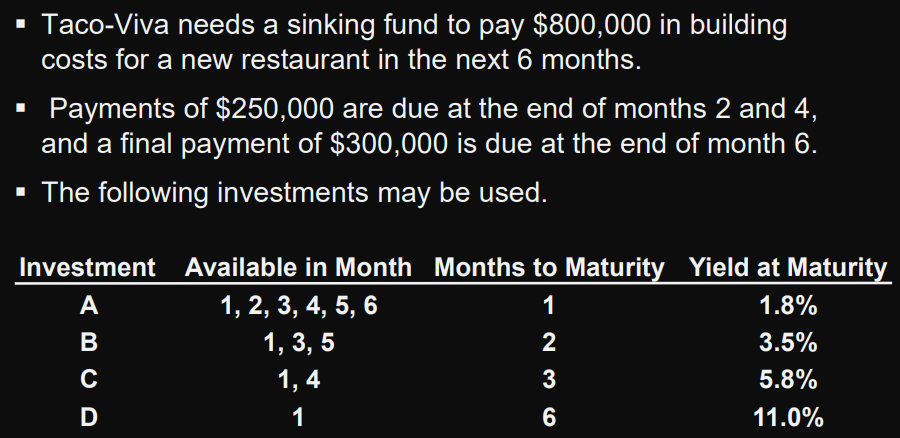 ▪ Taco-Viva needs a sinking fund to pay $800,000 in building
costs for a new restaurant in the next 6 months.
▪ Payments of $250,000 are due at the end of months 2 and 4,
and a final payment of $300,000 is due at the end of month 6.
▪ The following investments may be used.
Investment Available in Month Months to Maturity Yield at Maturity
A 1, 2, 3, 4, 5, 6 1 1.8%
B 1, 3, 5 2 3.5%
C 1, 4 3 5.8%
D 1 6 11.0%